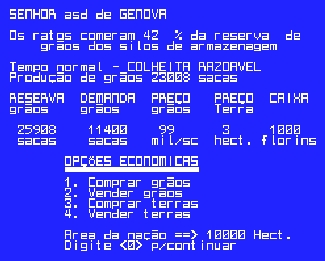 SENHOR asd de GENOVA
Os ratos comeram 42 % da reserva de
grãos dos silos de armazenagem
Tempo normal - COLHEITA RAZOAVEL
Produção de grãos 23008 sacas
RESERVA DEMANDA PREÇO PREÇO CAIXA
grãos grãos grãos Terra
25908 11400 99 3 1000
sacas sacas mil/sc hect. florins
OPÇÕES ECONOMICAS
1. Comprar grãos
2. Vender grãos
3. Comprar terras
4. Vender terras
Area da nacão ==> 10000 Hect.
Digite <0> p/continuar